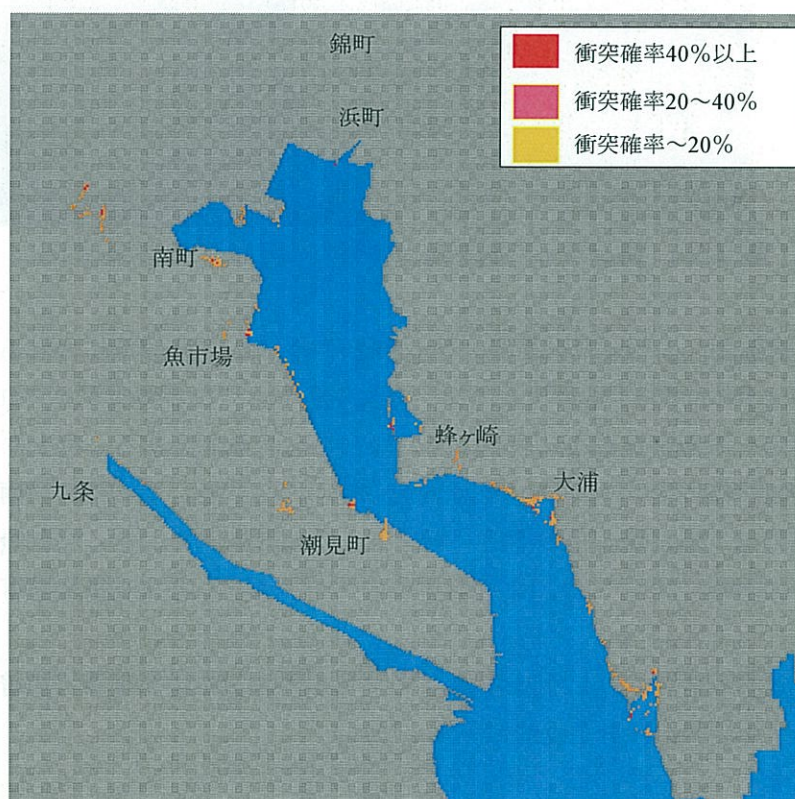 錦町
衝突確率40％以上
衝突確率20～40％
衝突確率～20％
浜町
南町
魚市場
蜂ヶ崎
九条
大浦
潮見町